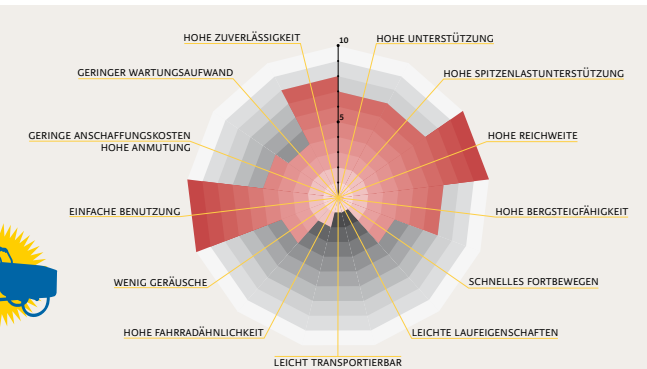 10
HOHE ZUVERLÄSSIGKEIT
HOHE UNTERSTÜTZUNG
GERINGER WARTUNGSAUFWAND
HOHE SPITZENLASTUNTERSTÜTZUNG
5
GERINGE ANSCHAFFUNGSKOSTEN
HOHE ANMUTUNG
HOHE REICHWEITE
EINFACHE BENUTZUNG
HOHE BERGSTEIGFÄHIGKEIT
WENIG GERÄUSCHE
SCHNELLES FORTBEWEGEN
HOHE FAHRRADÄHNLICHKEIT
LEICHTE LAUFEIGENSCHAFTEN
LEICHT TRANSPORTIERBAR